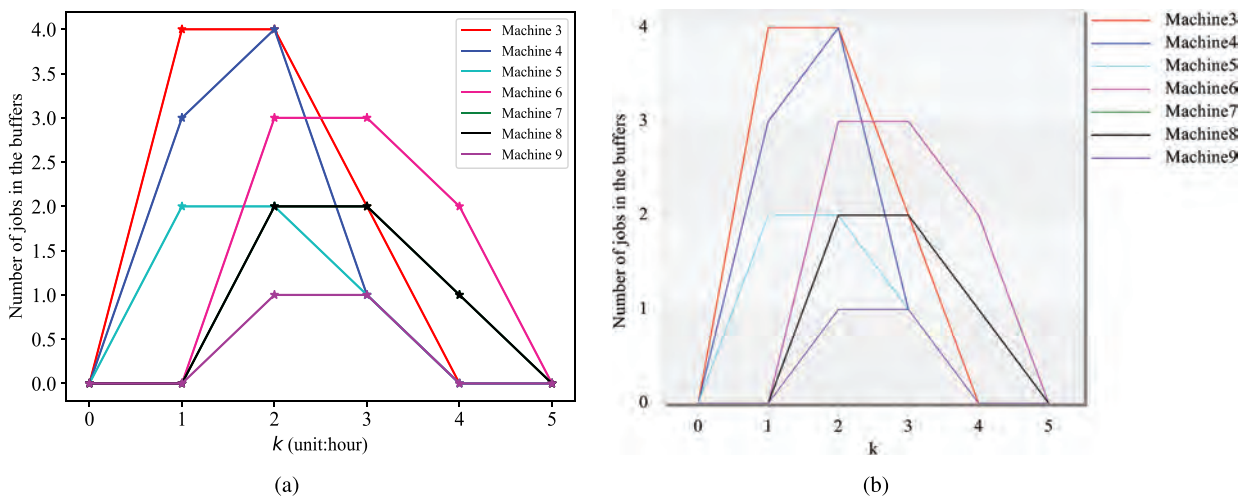 4.0
3.5
3.0
2.5
2.0
1.5
1.0
0.5
0.0
Number of jobs in the buffers
0 1 2 3 4 5
k (unit:hour)
Machine 3
Machine 4
Machine 5
Machine 6
Machine 7
Machine 8
Machine 9
(a)
4
3
2
1
0
Number of jobs in the buffers
0 1 2 3 4 5
k
Machine3
Machine4
Machine5
Machine6
Machine7
Machine8
Machine9
(b)